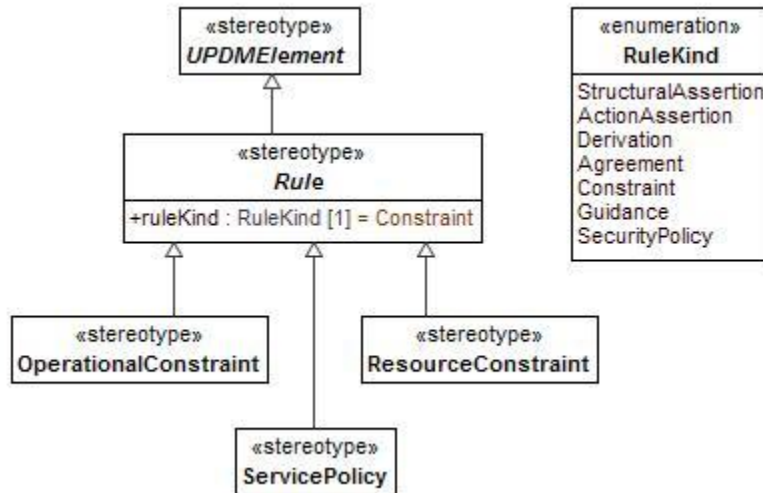 «stereotype»
UPDMElement
«enumeration»
RuleKind
StructuralAssertion
ActionAssertion
Derivation
Agreement
Constraint
Guidance
SecurityPolicy
«stereotype»
Rule
+ruleKind : RuleKind [1] = Constraint
«stereotype»
OperationalConstraint
«stereotype»
ResourceConstraint
«stereotype»
ServicePolicy